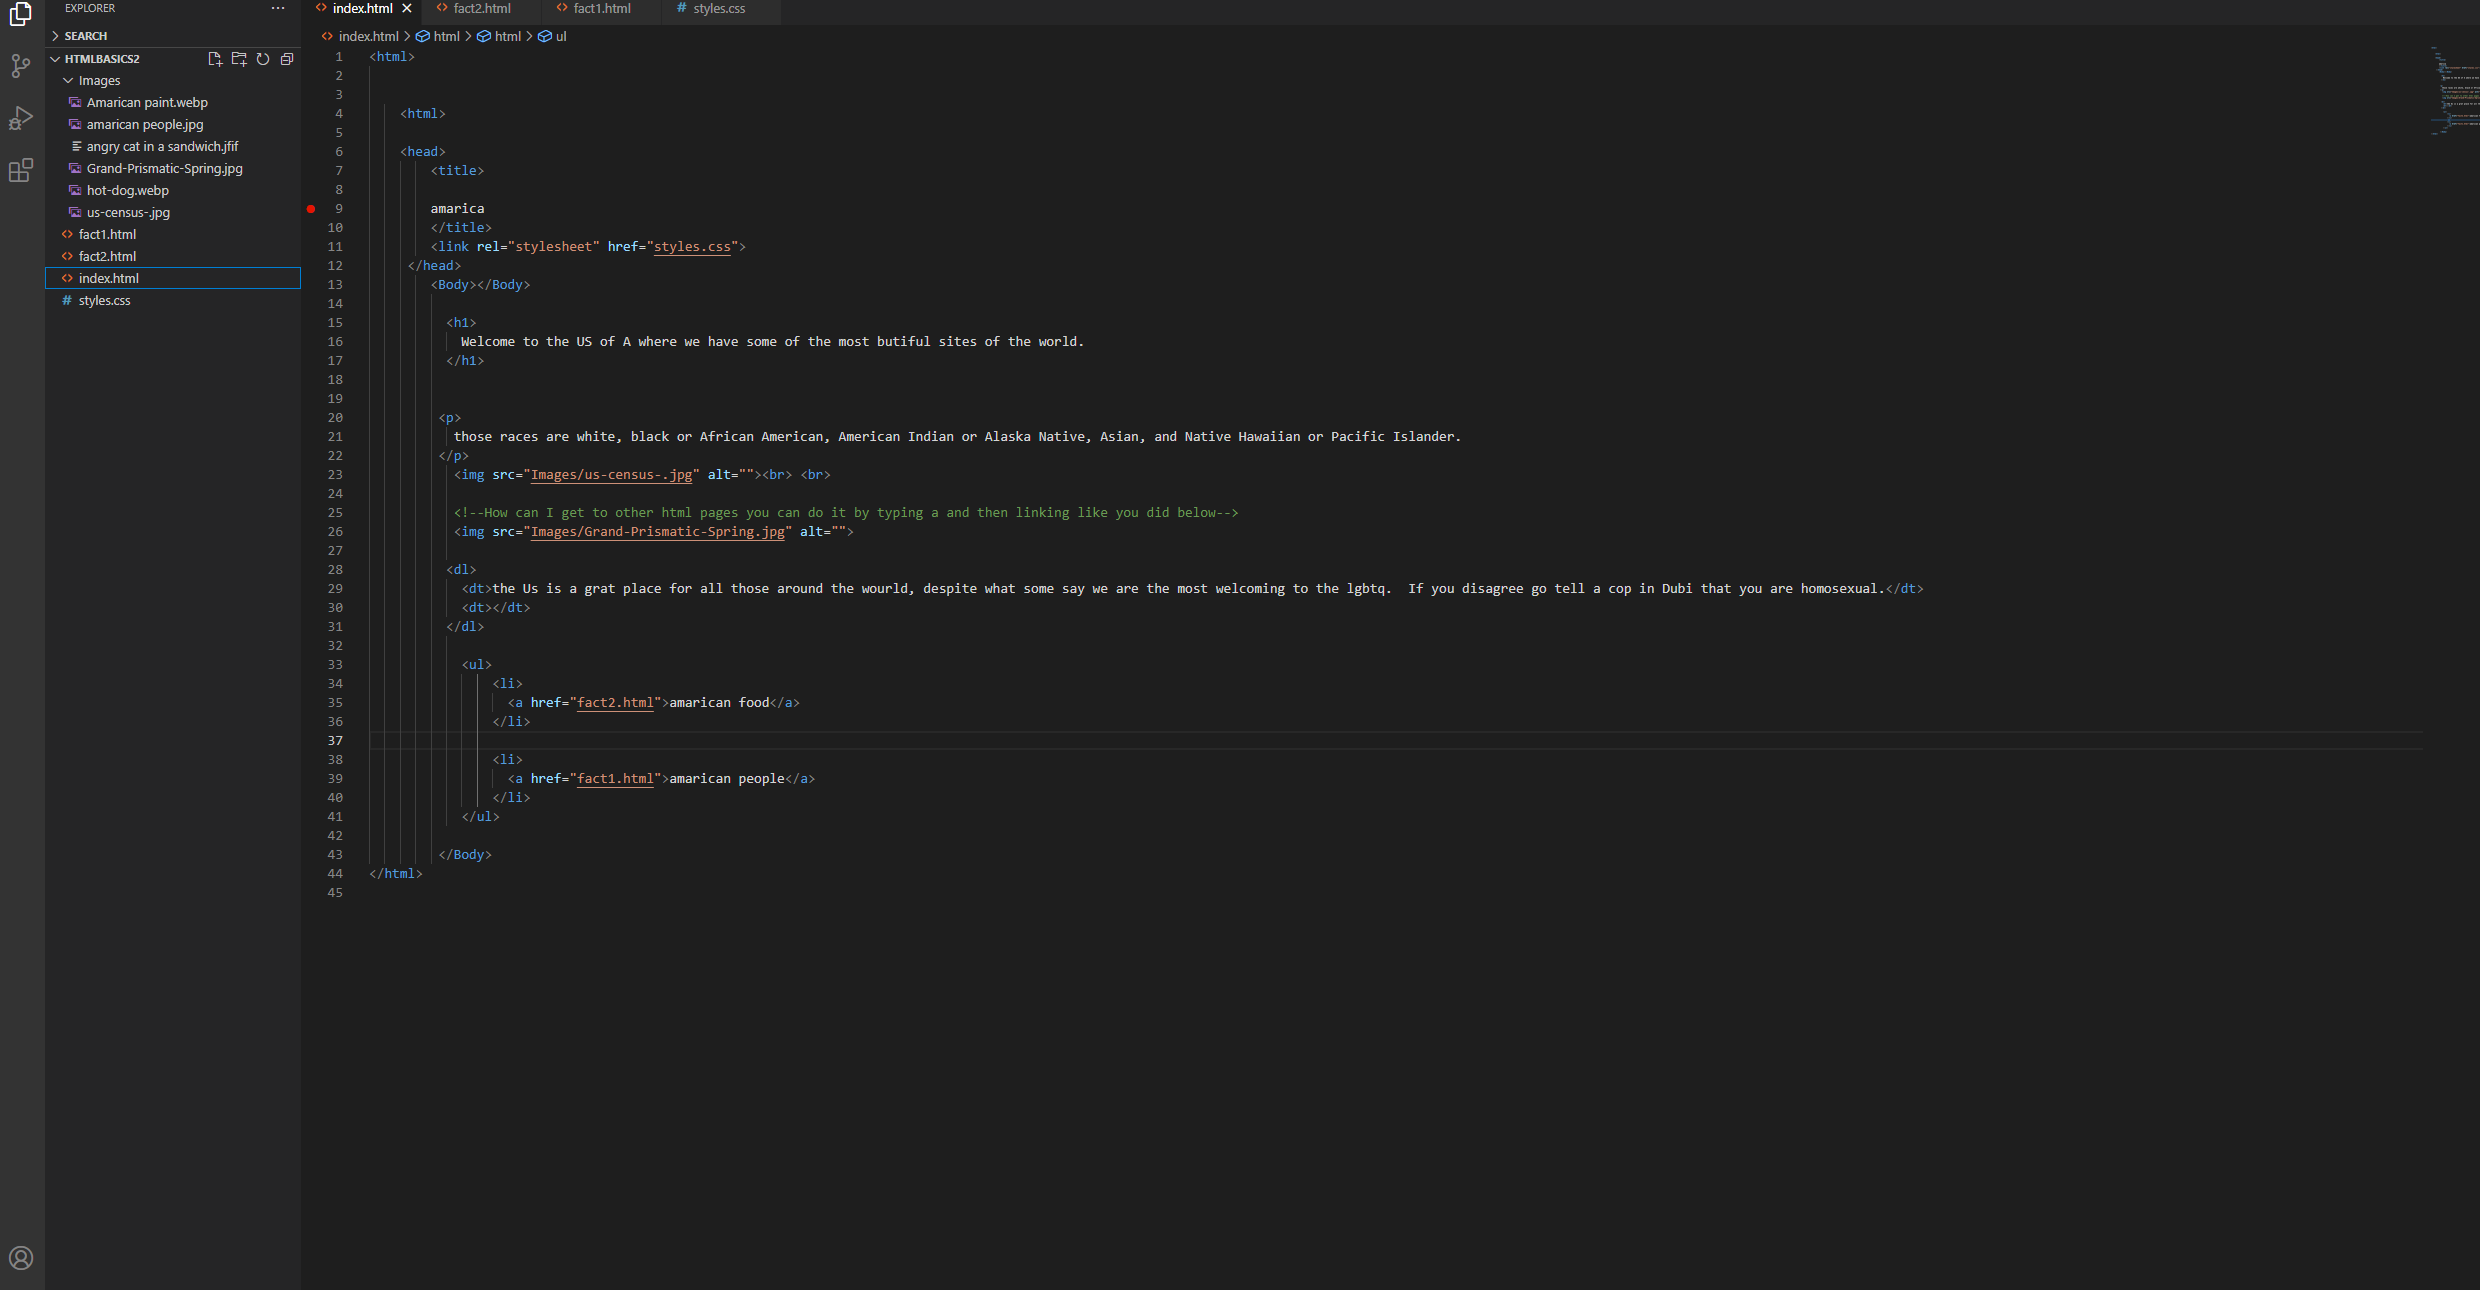 EXPLORER
SEARCH
HTMLBASICS2
Images
Amarican paint.webp
amarican people.jpg
angry cat in a sandwich.jfif
Grand-Prismatic-Spring.jpg
hot-dog.webp
us-census-.jpg
fact1.html
fact2.html
index.html
styles.css
index.html fact2.html fact1.html styles.css
index.html > html > html > ul
1 <html>
2
3
4 <html>
5
6 <head>
7 <title>
8
9 amarica
10 </title>
11 <link rel="stylesheet" href="styles.css">
12 </head>
13 <Body></Body>
14
15 <h1>
16 Welcome to the US of A where we have some of the most butiful sites of the world.
17 </h1>
18
19
20 <p>
21 those races are white, black or African American, American Indian or Alaska Native, Asian, and Native Hawaiian or Pacific Islander.
22 </p>
23 <img src="Images/us-census-.jpg" alt=""><br> <br>
24
25 <!--How can I get to other html pages you can do it by typing a and then linking like you did below-->
26 <img src="Images/Grand-Prismatic-Spring.jpg" alt="">
27
28 <dl>
29 <dt>the Us is a grat place for all those around the wourld, despite what some say we are the most welcoming to the lgbtq.  If you disagree go tell a cop in Dubi that you are homosexual.</dt>
30 <dt></dt>
31 </dl>
32
33 <ul>
34 <li>
35 <a href="fact2.html">amarican food</a>
36 </li>
37
38 <li>
39 <a href="fact1.html">amarican people</a>
40 </li>
41 </ul>
42
43 </Body>
44 </html>
45